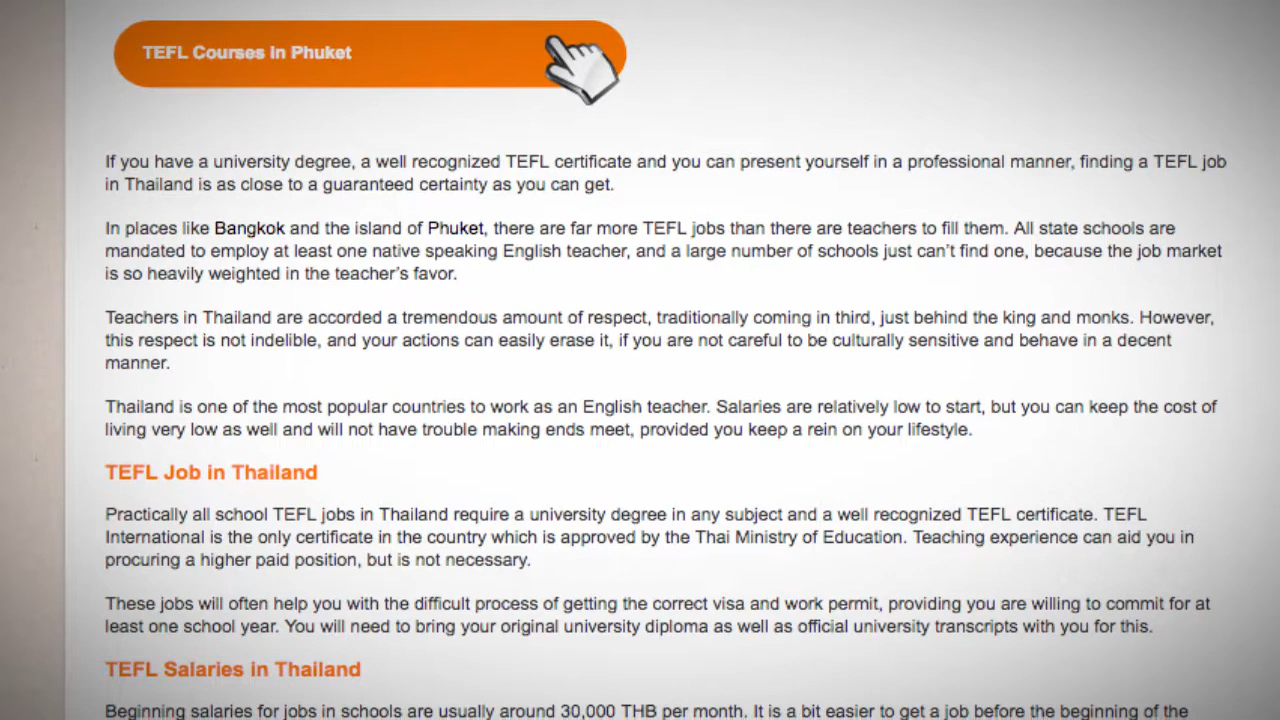 TEFL Courses In Phuket
If you have a university degree, a well recognized TEFL certificate and you can present yourself in a professional manner, finding a TEFL job
in Thailand is as close to a guaranteed certainty as you can get.
In places like Bangkok and the island of Phuket, there are far more TEFL jobs than there are teachers to fill them. All state schools are
mandated to employ at least one native speaking English teacher, and a large number of schools just can't find one, because the job market
is so heavily weighted in the teacher's favor.
Teachers in Thailand are accorded a tremendous amount of respect, traditionally coming in third, just behind the king and monks. However,
this respect is not indelible, and your actions can easily erase it, if you are not careful to be culturally sensitive and behave in a decent
manner.
Thailand is one of the most popular countries to work as an English teacher. Salaries are relatively low to start, but you can keep the cost of
living very low as well and will not have trouble making ends meet, provided you keep a rein on your lifestyle.
TEFL Job in Thailand
Practically all school TEFL jobs in Thailand require a university degree in any subject and a well recognized TEFL certificate. TEFL
International is the only certificate in the country which is approved by the Thai Ministry of Education. Teaching experience can aid you in
procuring a higher paid position, but is not necessary.
These jobs will often help you with the difficult process of getting the correct visa and work permit, providing you are willing to commit for at
least one school year. You will need to bring your original university diploma as well as official university transcripts with you for this.
TEFL Salaries in Thailand
Beginning salaries for jobs in schools are usually around 30,000 THB per month. It is a bit easier to get a job before the beginning of the